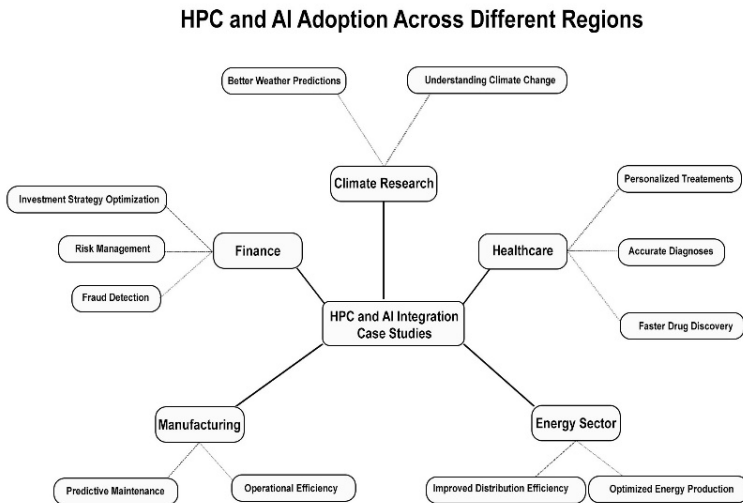 HPC and AI Adoption Across Different Regions
Better Weather Predictions
Understanding Climate Change
Climate Research
Personalized Treatements
Investment Strategy Optimization
Risk Management
Finance
Healthcare
Accurate Diagnoses
Fraud Detection
HPC and AI Integration
Case Studies
Faster Drug Discovery
Manufacturing
Energy Sector
Predictive Maintenance
Operational Efficiency
Improved Distribution Efficiency
Optimized Energy Production